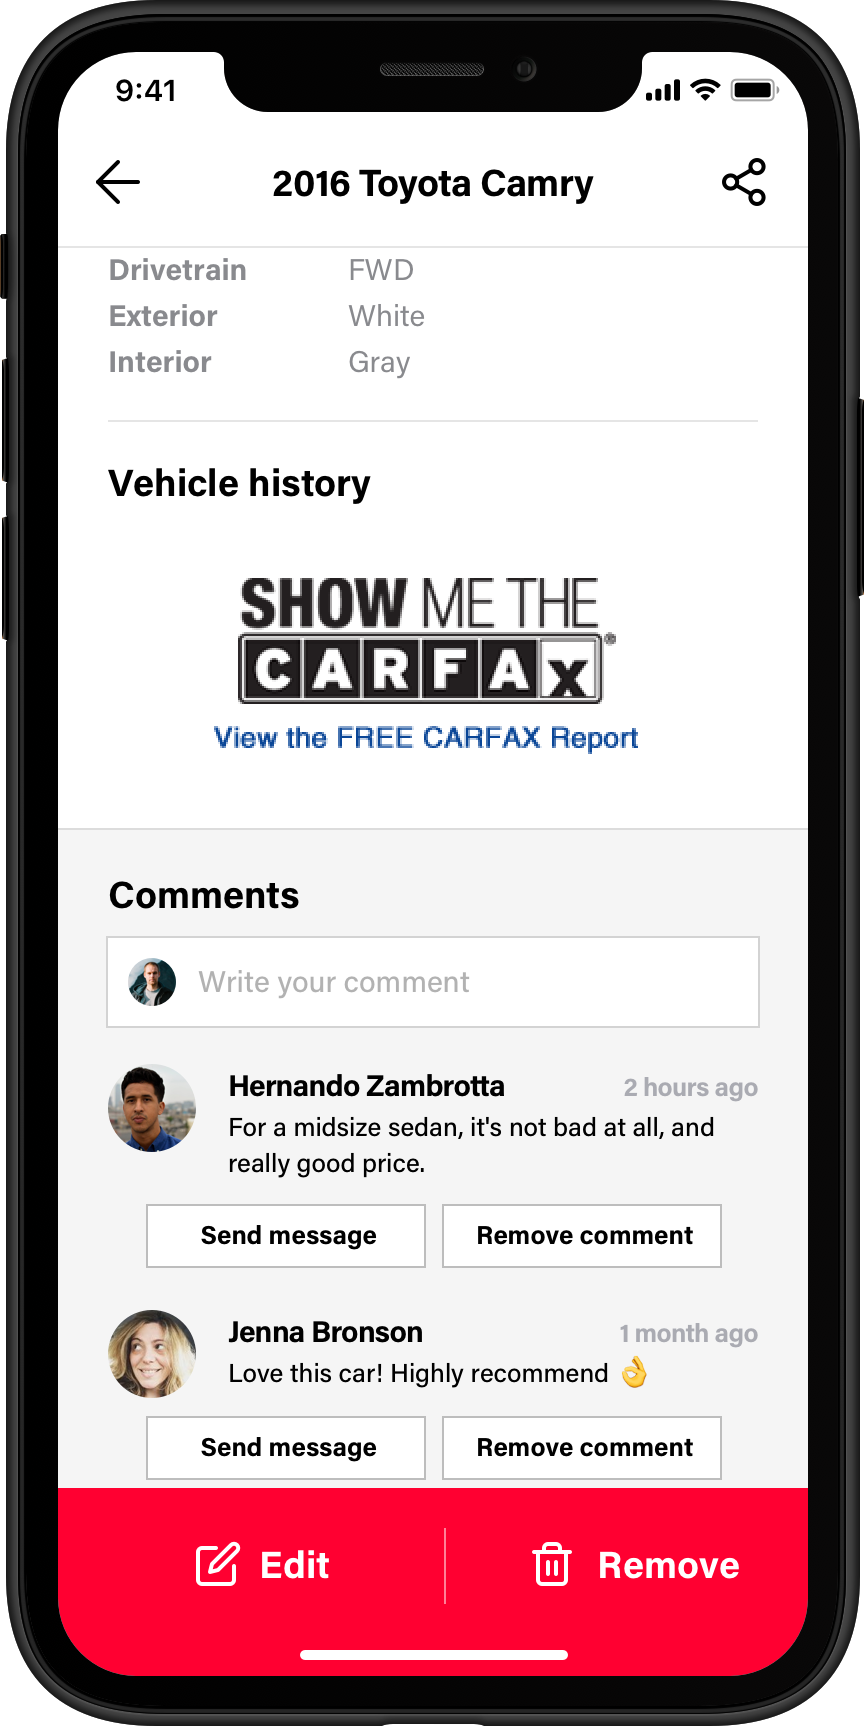 9:41
2016 Toyota Camry
Drivetrain FWD
Exterior White
Interior Gray
Vehicle history
SHOW ME THE
CARFAX®
View the FREE CARFAX Report
Comments
Write your comment
Hernando Zambrotta 2 hours ago
For a midsize sedan, it's not bad at all, and
really good price.
Send message Remove comment
Jenna Bronson 1 month ago
Love this car! Highly recommend 👌
Send message Remove comment
Edit Remove